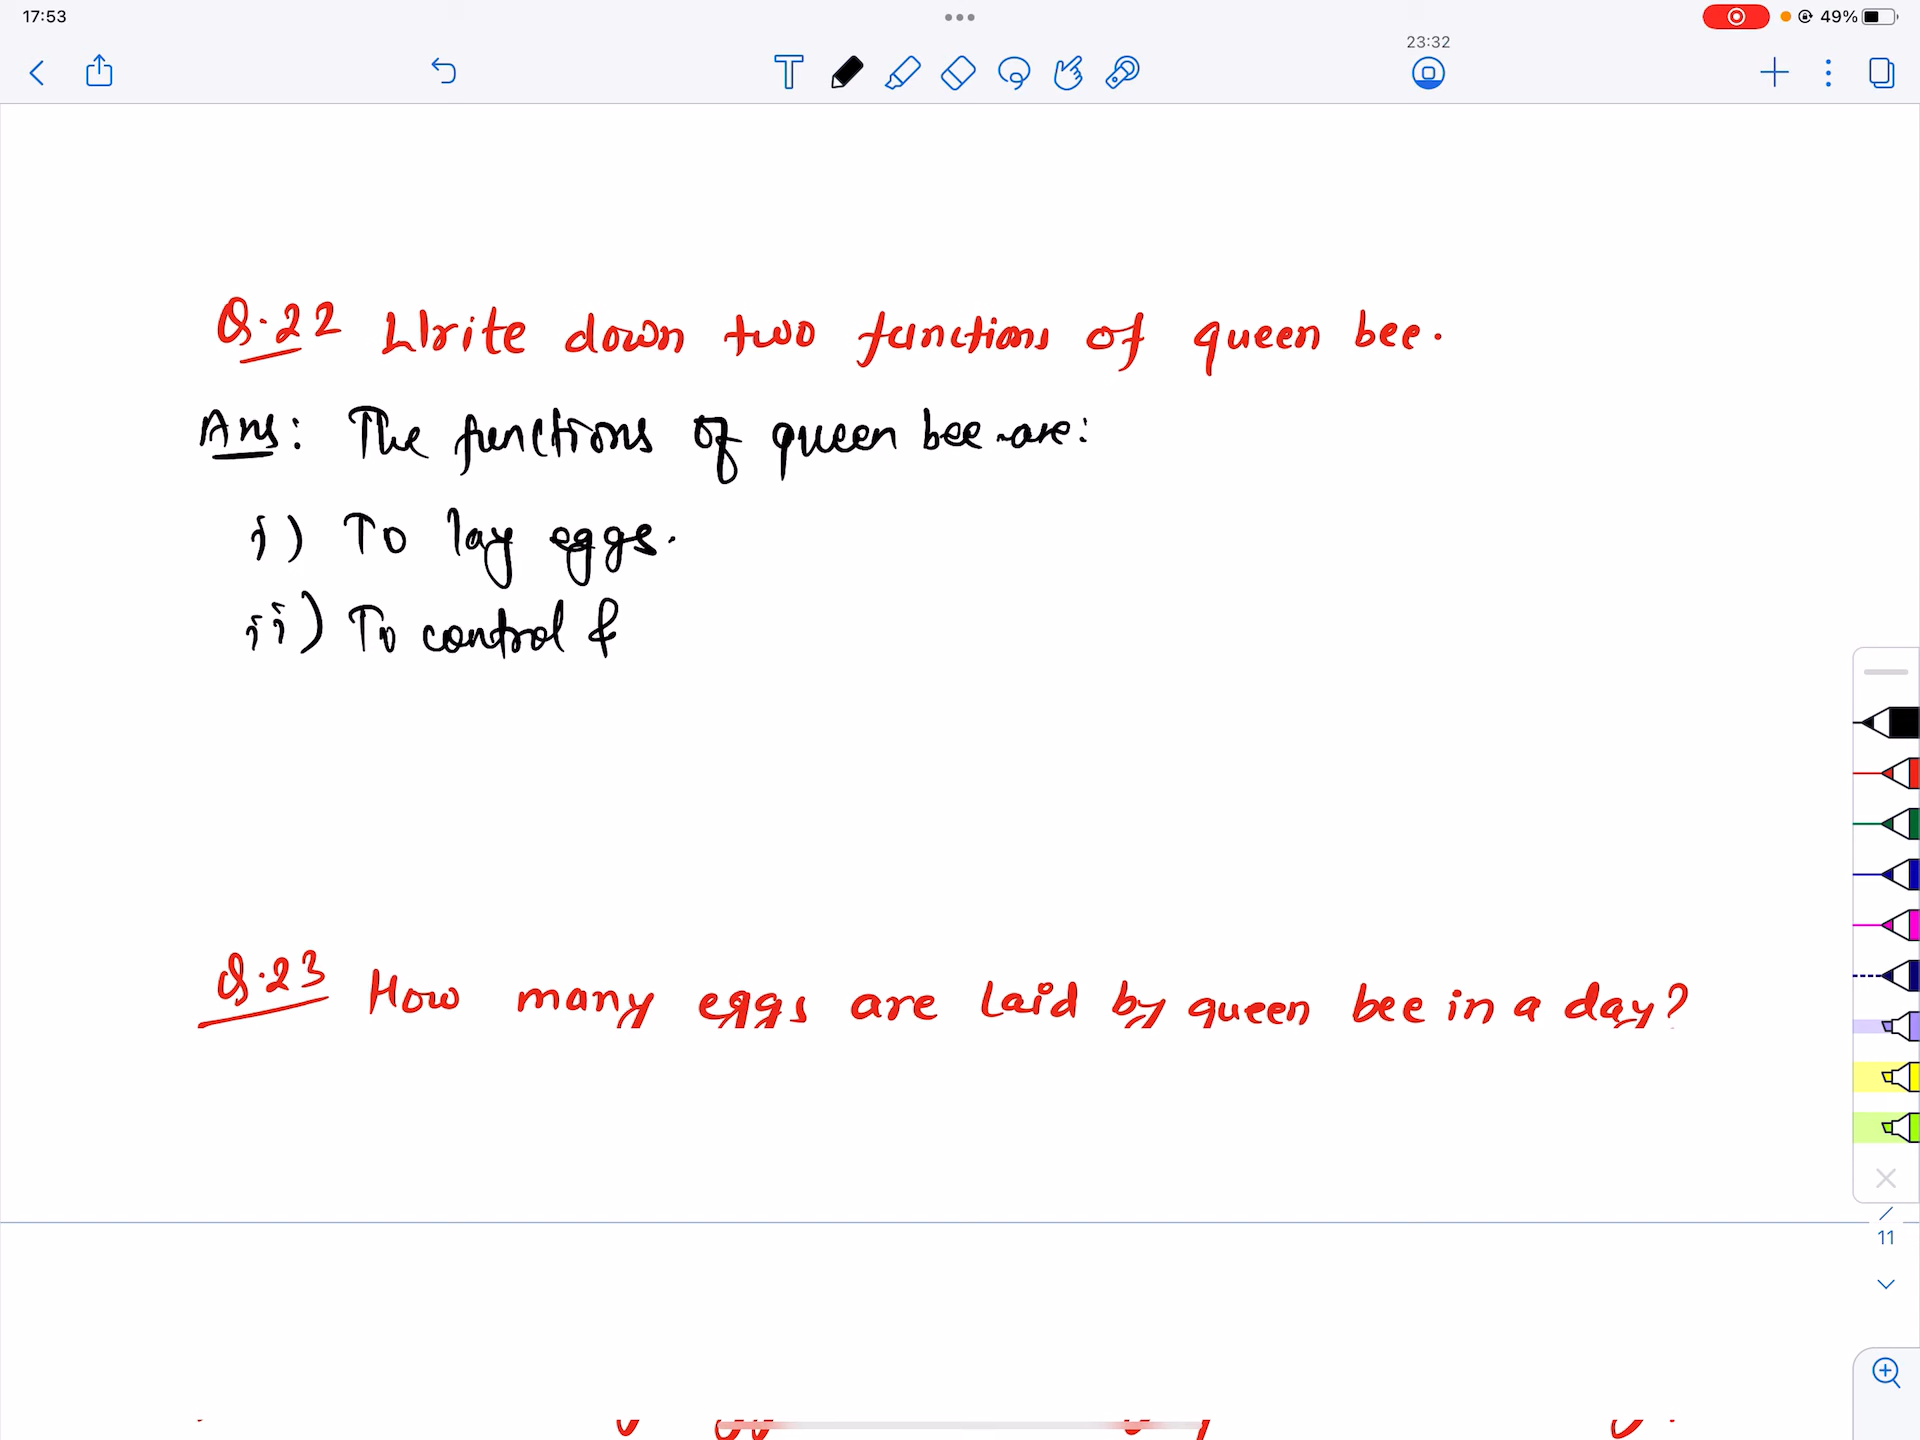 17:53
49%
23:32
Q.22 Write down two functions of queen bee.
Ans: The functions of queen bee are:
i) To lay eggs.
ii) To control f
Q.23 How many eggs are laid by queen bee in a day?
11